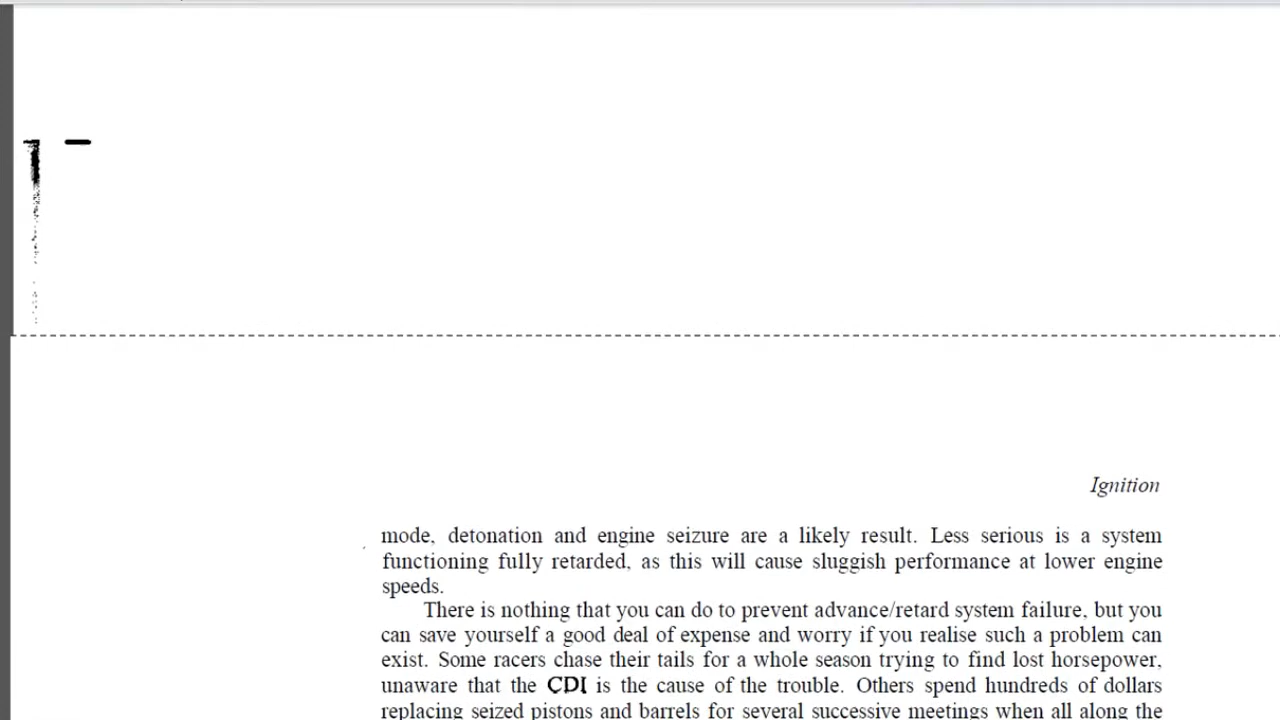 Ignition
mode, detonation and engine seizure are a likely result. Less serious is a system
functioning fully retarded, as this will cause sluggish performance at lower engine
speeds.
There is nothing that you can do to prevent advance/retard system failure, but you
can save yourself a good deal of expense and worry if you realise such a problem can
exist. Some racers chase their tails for a whole season trying to find lost horsepower,
unaware that the CDI is the cause of the trouble. Others spend hundreds of dollars
replacing seized pistons and barrels for several successive meetings when all along the